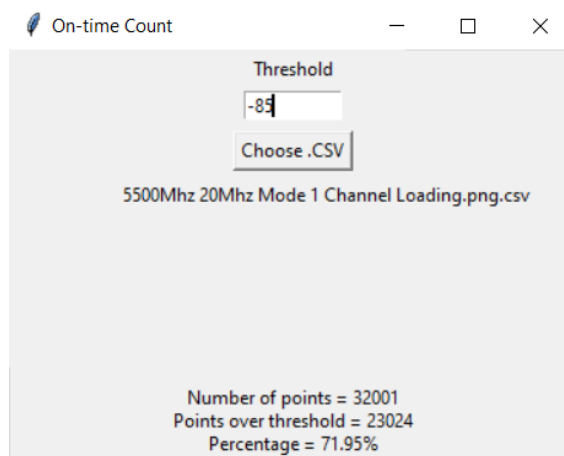 On-time Count
Threshold
-85
Choose .CSV
5500Mhz 20Mhz Mode 1 Channel Loading.png.csv
Number of points = 32001
Points over threshold = 23024
Percentage = 71.95%